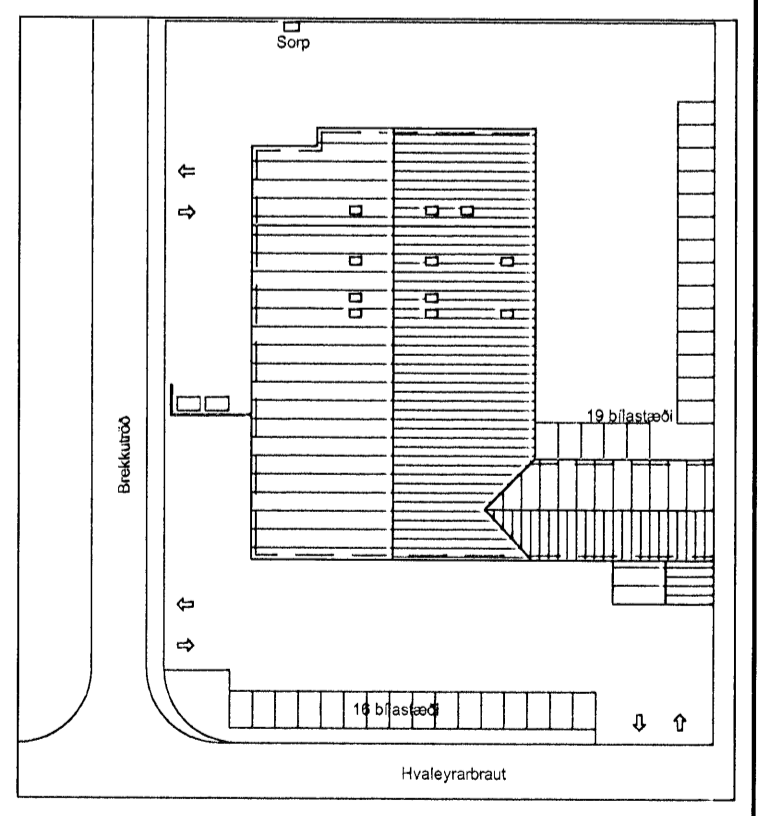 Sorp
19 bílastæði
Brekkutröð
16 bílastæði
Hvaleyrarbraut